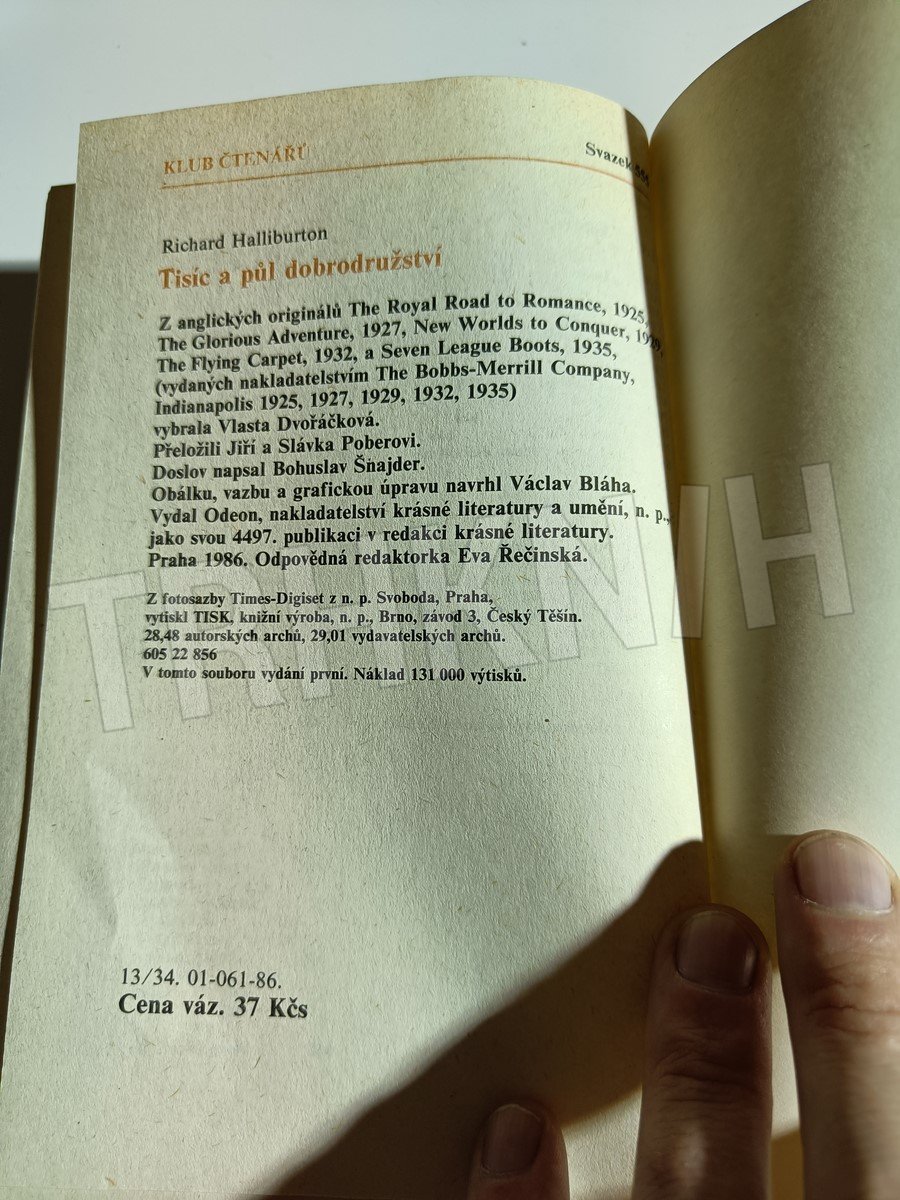 KLUB ČTENÁŘŮ
Svazek
Richard Halliburton
Tisíc a půl dobrodružství
Z anglických originálů The Royal Road to Romance, 1925,
The Glorious Adventure, 1927, New Worlds to Conquer, 1929,
The Flying Carpet, 1932, a Seven League Boots, 1935,
(vydaných nakladatelstvím The Bobbs-Merrill Company,
Indianapolis 1925, 1927, 1929, 1932, 1935)
vybrala Vlasta Dvořáčková.
Přeložili Jiří a Slávka Poberovi.
Doslov napsal Bohuslav Šnajder.
Obálku, vazbu a grafickou úpravu navrhl Václav Bláha.
Vydal Odeon, nakladatelství krásné literatury a umění, n. p.,
jako svou 4497. publikaci v redakci krásné literatury.
Praha 1986. Odpovědná redaktorka Eva Řečinská.
Z fotosazby Times-Digiset z n. p. Svoboda, Praha,
vytiskl TISK, knižní výroba, n. p., Brno, závod 3, Český Těšín.
28,48 autorských archů, 29,01 vydavatelských archů.
605 22 856
V tomto souboru vydání první. Náklad 131 000 výtisků.
13/34. 01-061-86.
Cena váz. 37 Kčs
TRHKNIH